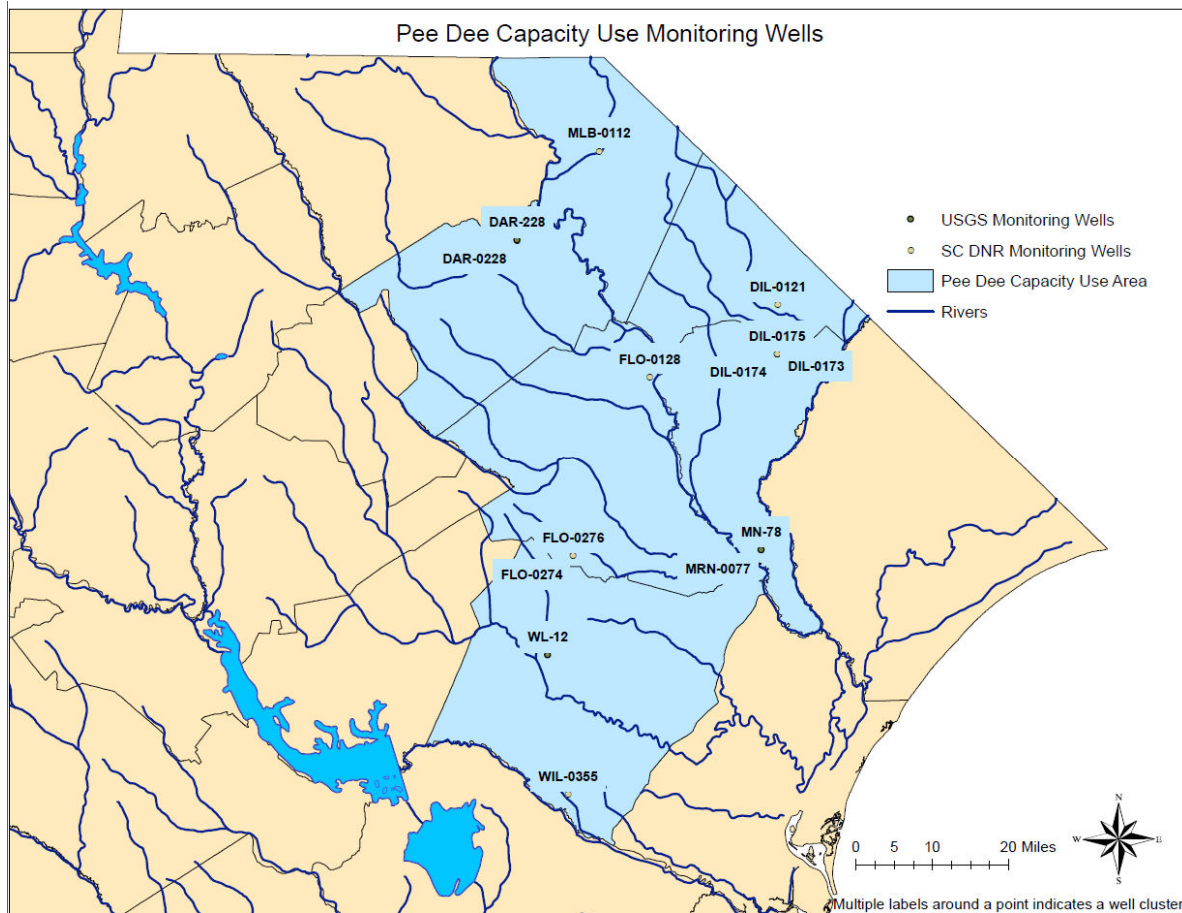 Pee Dee Capacity Use Monitoring Wells
MLB-0112
DAR-228
DAR-0228
USGS Monitoring Wells
SC DNR Monitoring Wells
Pee Dee Capacity Use Area
Rivers
DIL-0121
DIL-0175
FLO-0128
DIL-0174
DIL-0173
MN-78
FLO-0276
MRN-0077
FLO-0274
WL-12
WIL-0355
N
W
E
S
0 5 10 20 Miles
Multiple labels around a point indicates a well cluster